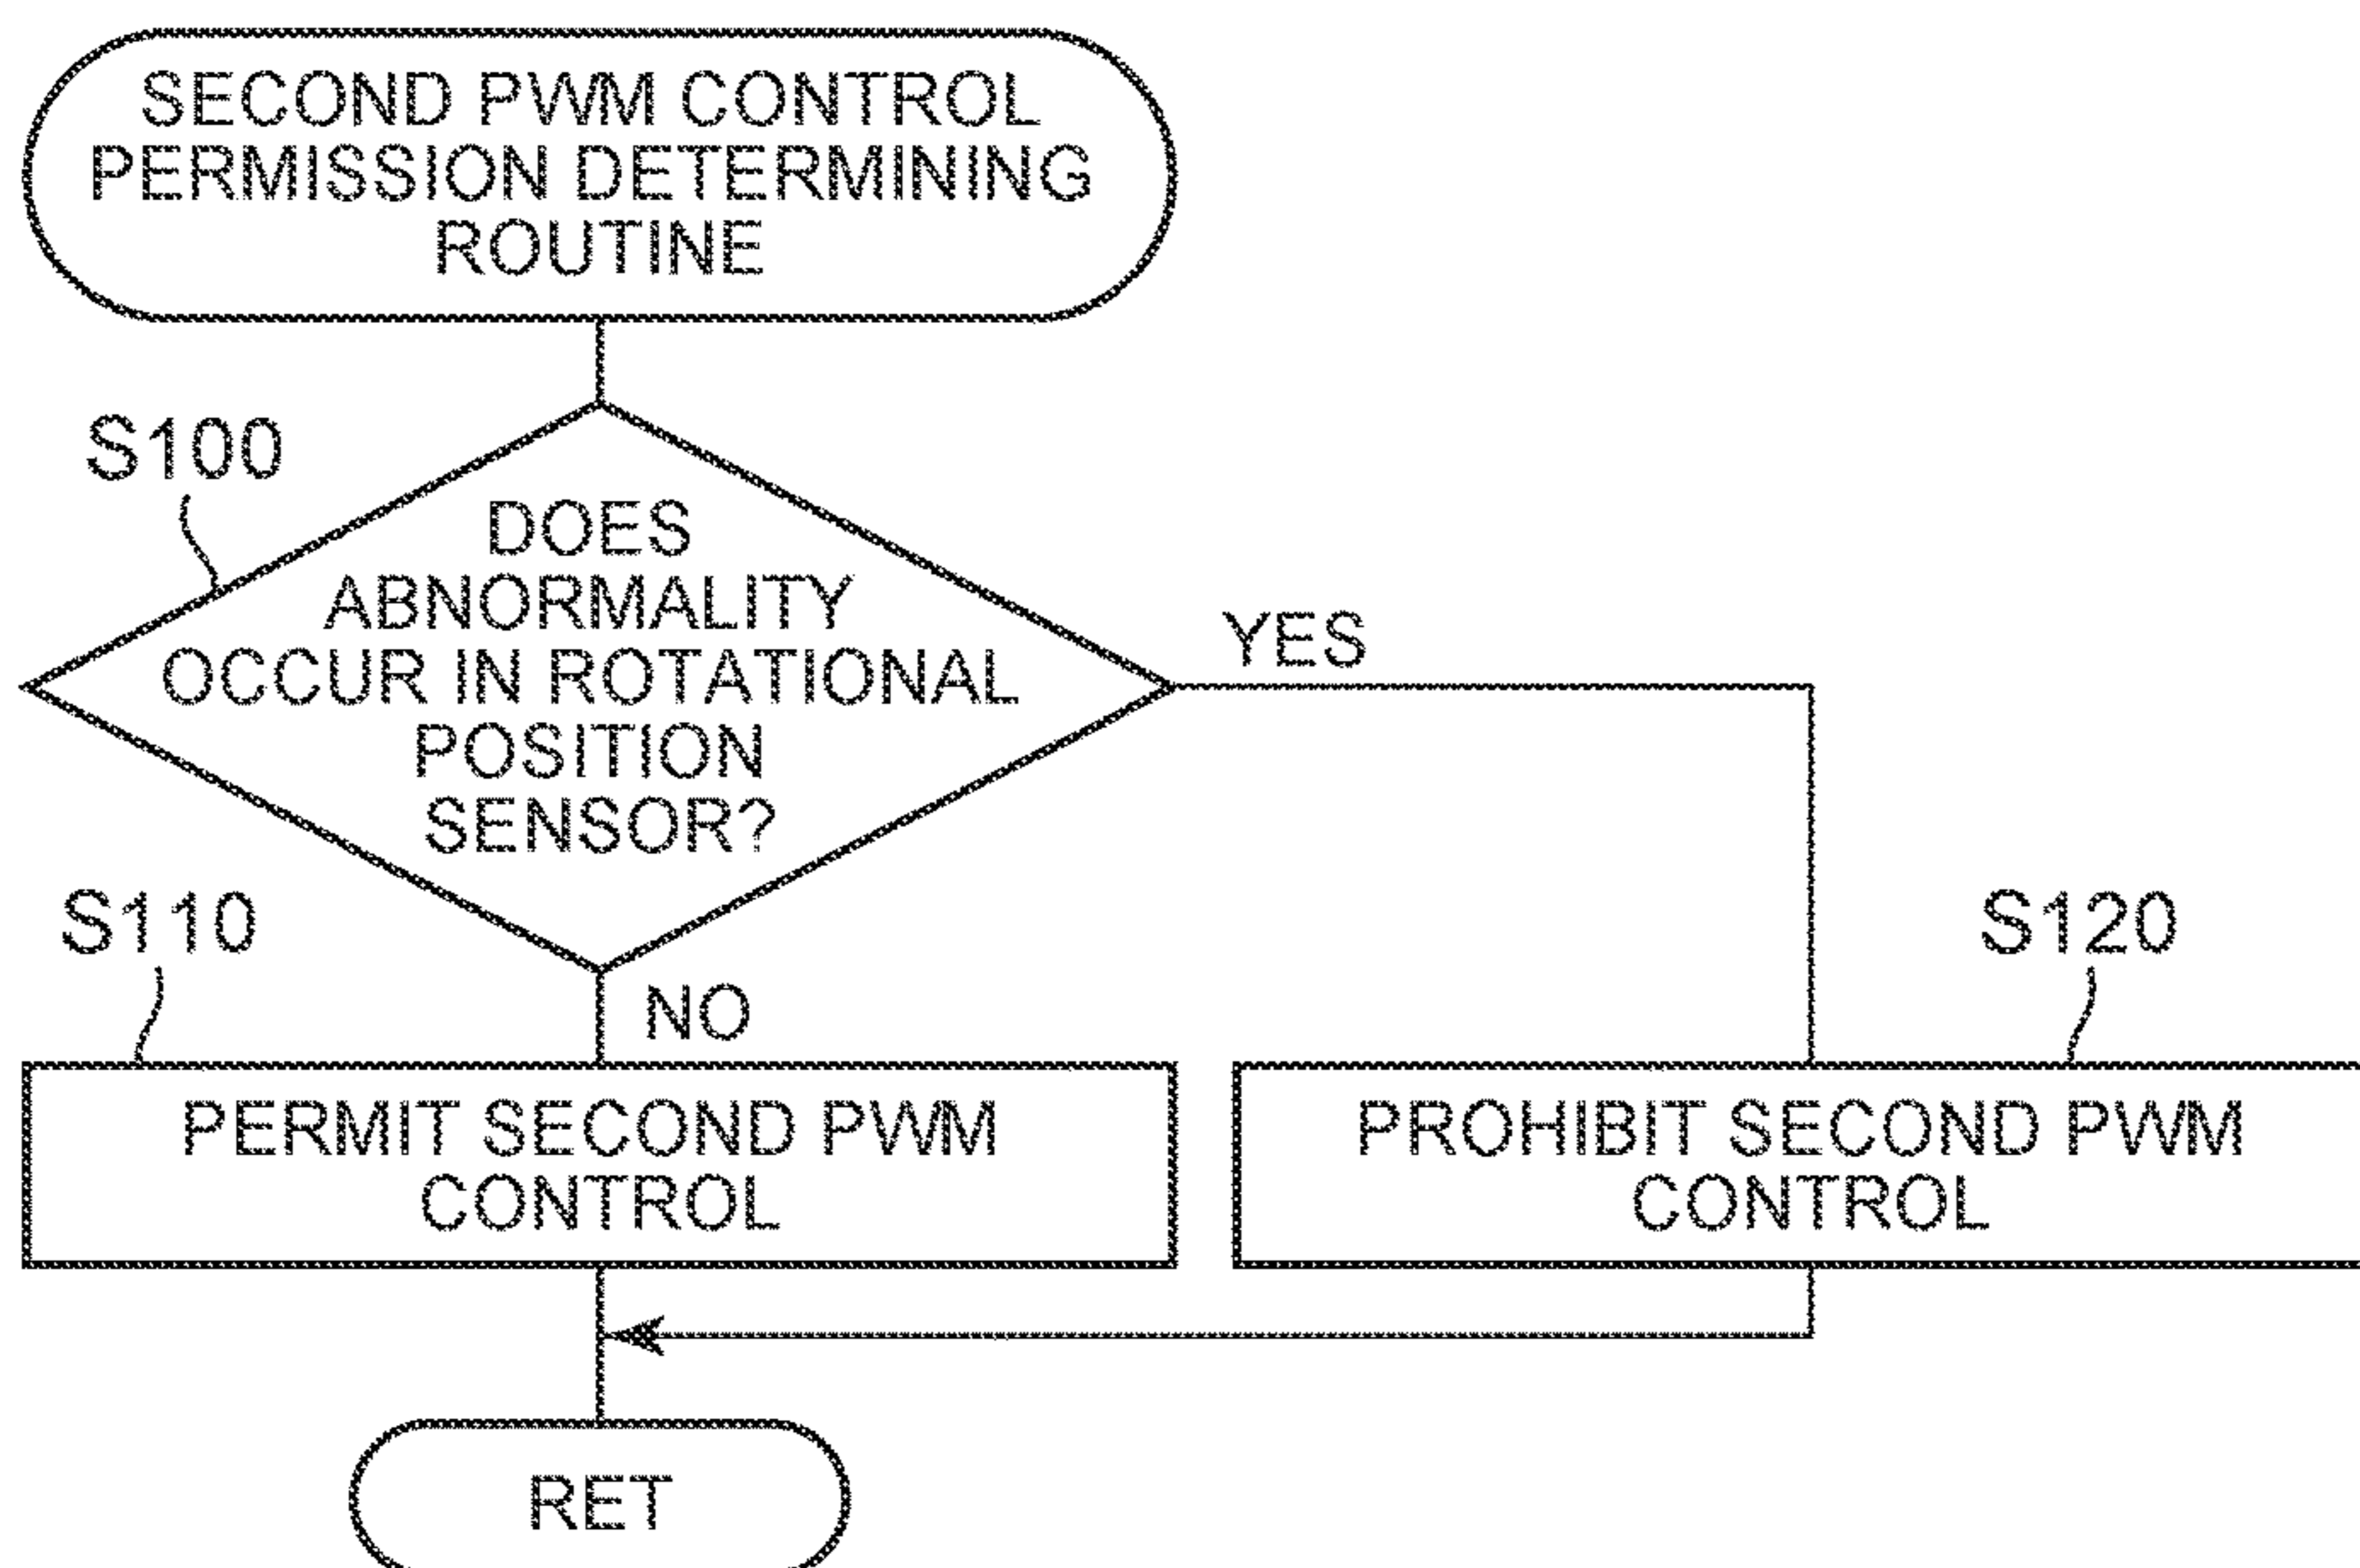 SECOND PWM CONTROL
PERMISSION DETERMINING
ROUTINE
S100
DOES
ABNORMALITY
OCCUR IN ROTATIONAL
POSITION
SENSOR?
YES
S110
NO
S120
PERMIT SECOND PWM
CONTROL
PROHIBIT SECOND PWM
CONTROL
RET